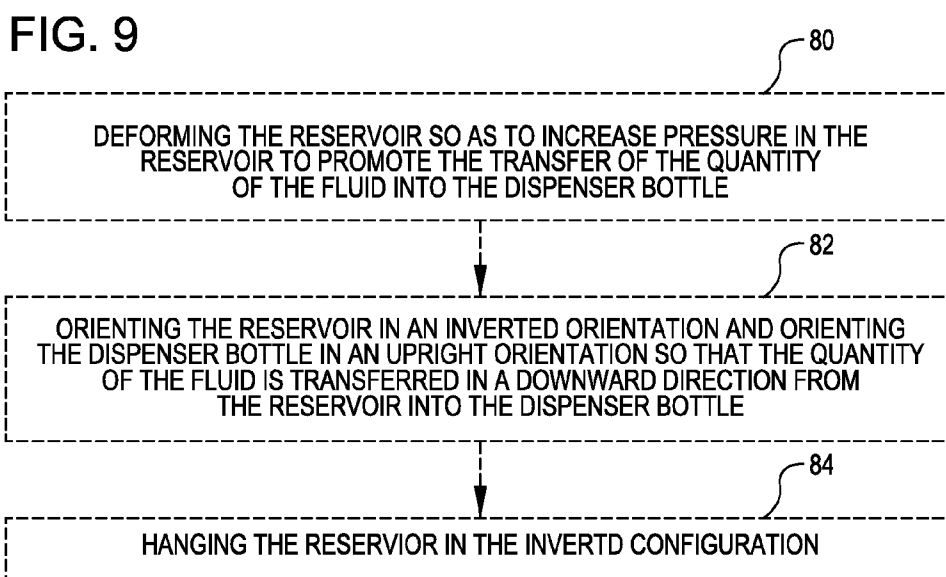 FIG. 9
80
DEFORMING THE RESERVOIR SO AS TO INCREASE PRESSURE IN THE
RESERVOIR TO PROMOTE THE TRANSFER OF THE QUANTITY
OF THE FLUID INTO THE DISPENSER BOTTLE
82
ORIENTING THE RESERVOIR IN AN INVERTED ORIENTATION AND ORIENTING
THE DISPENSER BOTTLE IN AN UPRIGHT ORIENTATION SO THAT THE QUANTITY
OF THE FLUID IS TRANSFERRED IN A DOWNWARD DIRECTION FROM
THE RESERVOIR INTO THE DISPENSER BOTTLE
84
HANGING THE RESERVIOR IN THE INVERTD CONFIGURATION